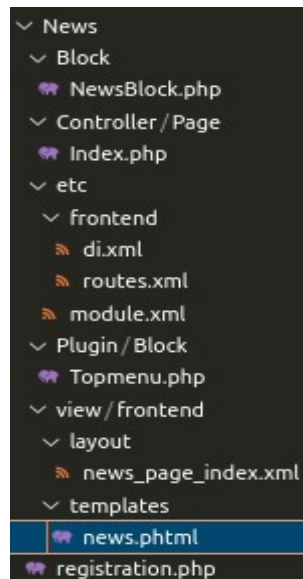 News
Block
NewsBlock.php
Controller / Page
Index.php
etc
frontend
di.xml
routes.xml
module.xml
Plugin / Block
Topmenu.php
view / frontend
layout
news_page_index.xml
templates
news.phtml
registration.php